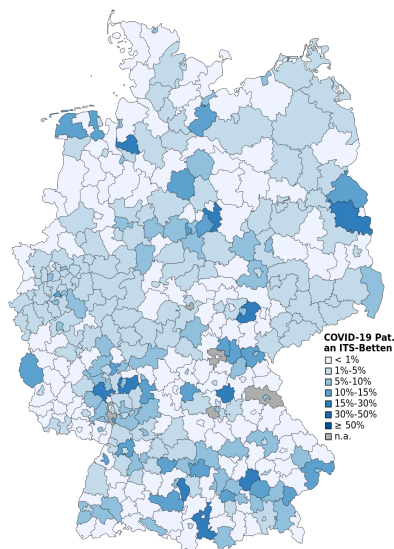 COVID-19 Pat.
an ITS-Betten
< 1%
1%-5%
5%-10%
10%-15%
15%-30%
30%-50%
≥ 50%
n.a.